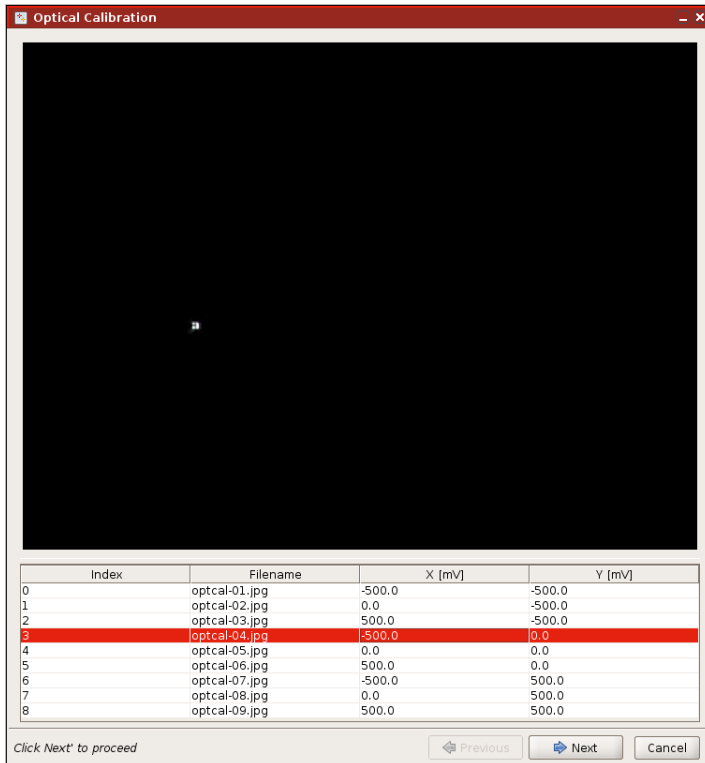 Optical Calibration
Index Filename X [mV] Y [mV]
0 optcal-01.jpg -500.0 -500.0
1 optcal-02.jpg 0.0 -500.0
2 optcal-03.jpg 500.0 -500.0
3 optcal-04.jpg -500.0 0.0
4 optcal-05.jpg 0.0 0.0
5 optcal-06.jpg 500.0 0.0
6 optcal-07.jpg -500.0 500.0
7 optcal-08.jpg 0.0 500.0
8 optcal-09.jpg 500.0 500.0
Click Next' to proceed Previous Next Cancel